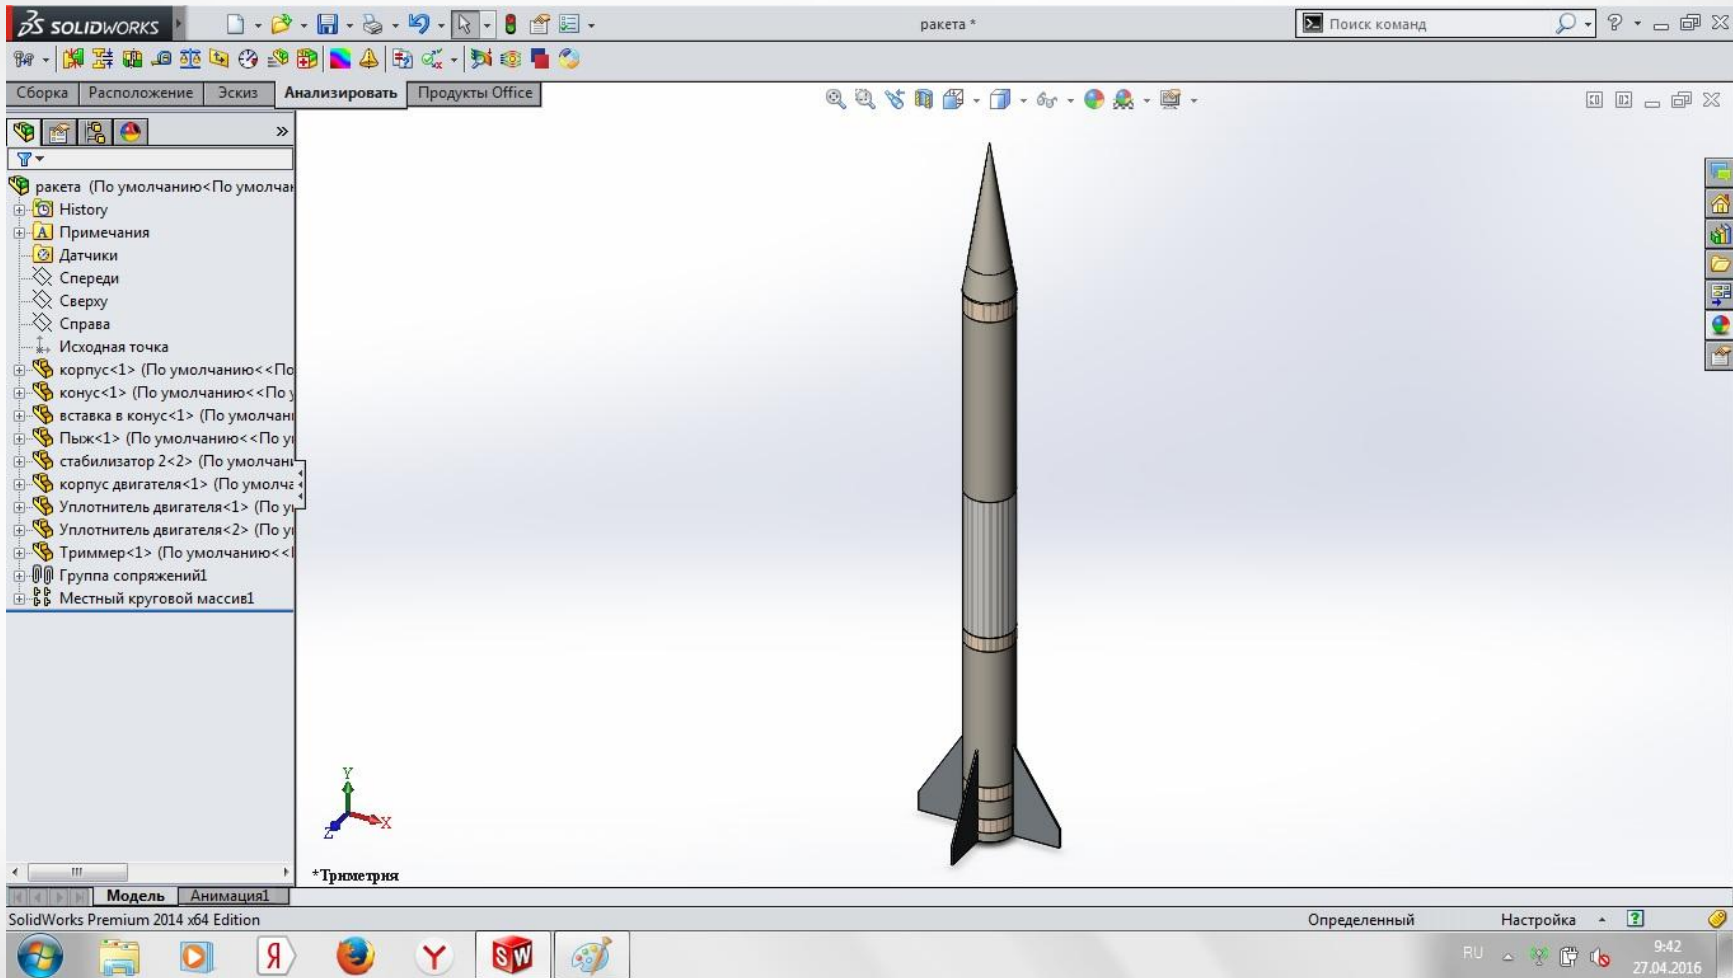 SOLIDWORKS
ракета *
Поиск команд
Сборка
Расположение
Эскиз
Анализировать
Продукты Office
ракета (По умолчанию<По умолчан
History
Примечания
Датчики
Спереди
Сверху
Справа
Исходная точка
корпус<1> (По умолчанию<<По
конус<1> (По умолчанию<<По у
вставка в конус<1> (По умолчани
Пыж<1> (По умолчанию<<По ум
стабилизатор 2<2> (По умолчани
корпус двигателя<1> (По умолча
Уплотнитель двигателя<1> (По ум
Уплотнитель двигателя<2> (По ум
Триммер<1> (По умолчанию<<П
Группа сопряжений1
Местный круговой массив1
Y
X
Z
*Триметрия
Модель
Анимация1
SolidWorks Premium 2014 x64 Edition
Определенный
Настройка
RU
9:42
27.04.2016